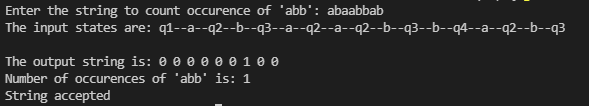 Enter the string to count occurence of 'abb': abaabbab
The input states are: q1--a--q2--b--q3--a--q2--a--q2--b--q3--b--q4--a--q2--b--q3
The output string is: 0 0 0 0 0 0 1 0 0
Number of occurences of 'abb' is: 1
String accepted